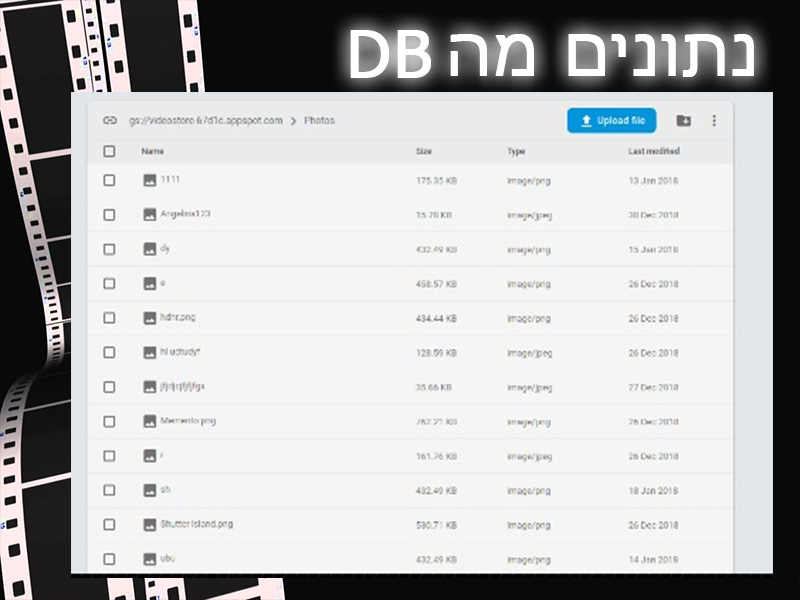 נתונים מה DB
gs://videostore-67d1c.appspot.com > Photos Upload file
Name Size Type Last modified
1111 175.35 KB image/png 13 Jan 2018
Angelina123 15.78 KB image/jpeg 30 Dec 2018
dy 432.49 KB image/png 15 Jan 2018
e 458.57 KB image/png 26 Dec 2018
hdhr.png 434.44 KB image/png 26 Dec 2018
hi udtudyf 128.59 KB image/jpeg 26 Dec 2018
35.66 KB image/jpeg 27 Dec 2018
Memento.png 762.21 KB image/png 26 Dec 2018
r 161.76 KB image/jpeg 26 Dec 2018
sh 432.49 KB image/png 18 Jan 2018
Shutter Island.png 530.71 KB image/png 26 Dec 2018
ubu 432.49 KB image/png 14 Jan 2018